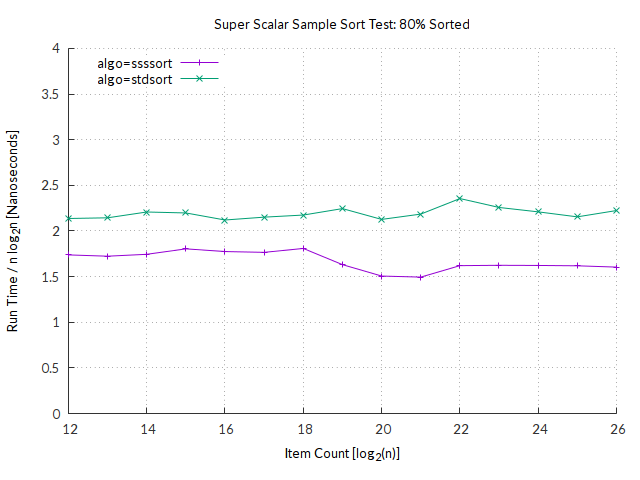 Super Scalar Sample Sort Test: 80% Sorted
algo=ssssort
algo=stdsort
4
3.5
3
2.5
2
1.5
1
0.5
0
Run Time / n log2n [Nanoseconds]
12 14 16 18 20 22 24 26
Item Count [log2(n)]